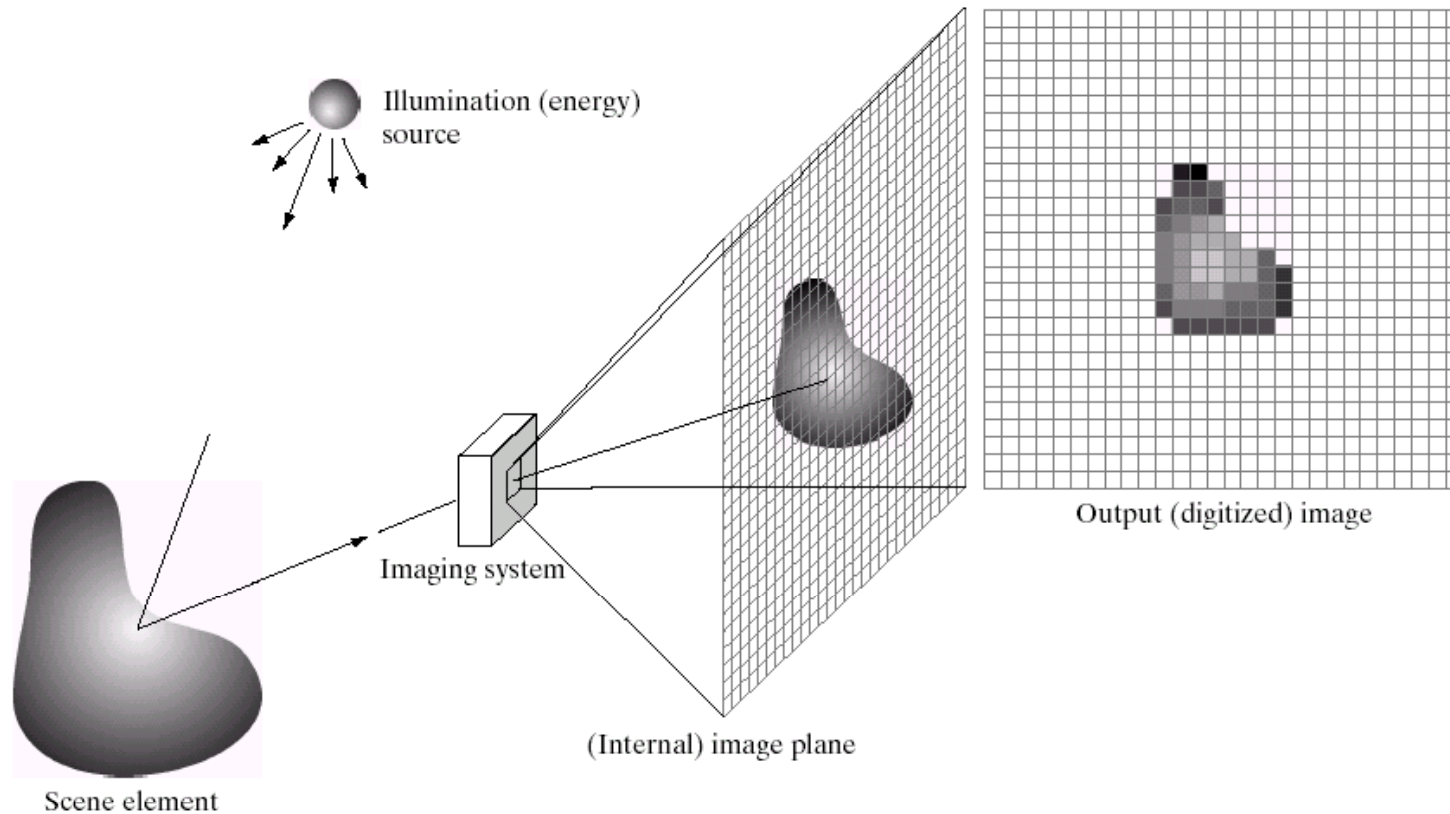 Illumination (energy)
source
Output (digitized) image
Imaging system
(Internal) image plane
Scene element